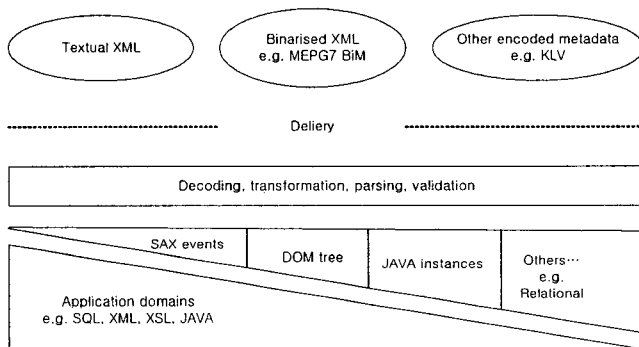 Textual XML
Binarised XML
e.g. MEPG7 BiM
Other encoded metadata
e.g. KLV
Deliery
Decoding, transformation, parsing, validation
SAX events
DOM tree
JAVA instances
Others…
e.g.
Relational
Application domains
e.g. SQL, XML, XSL, JAVA